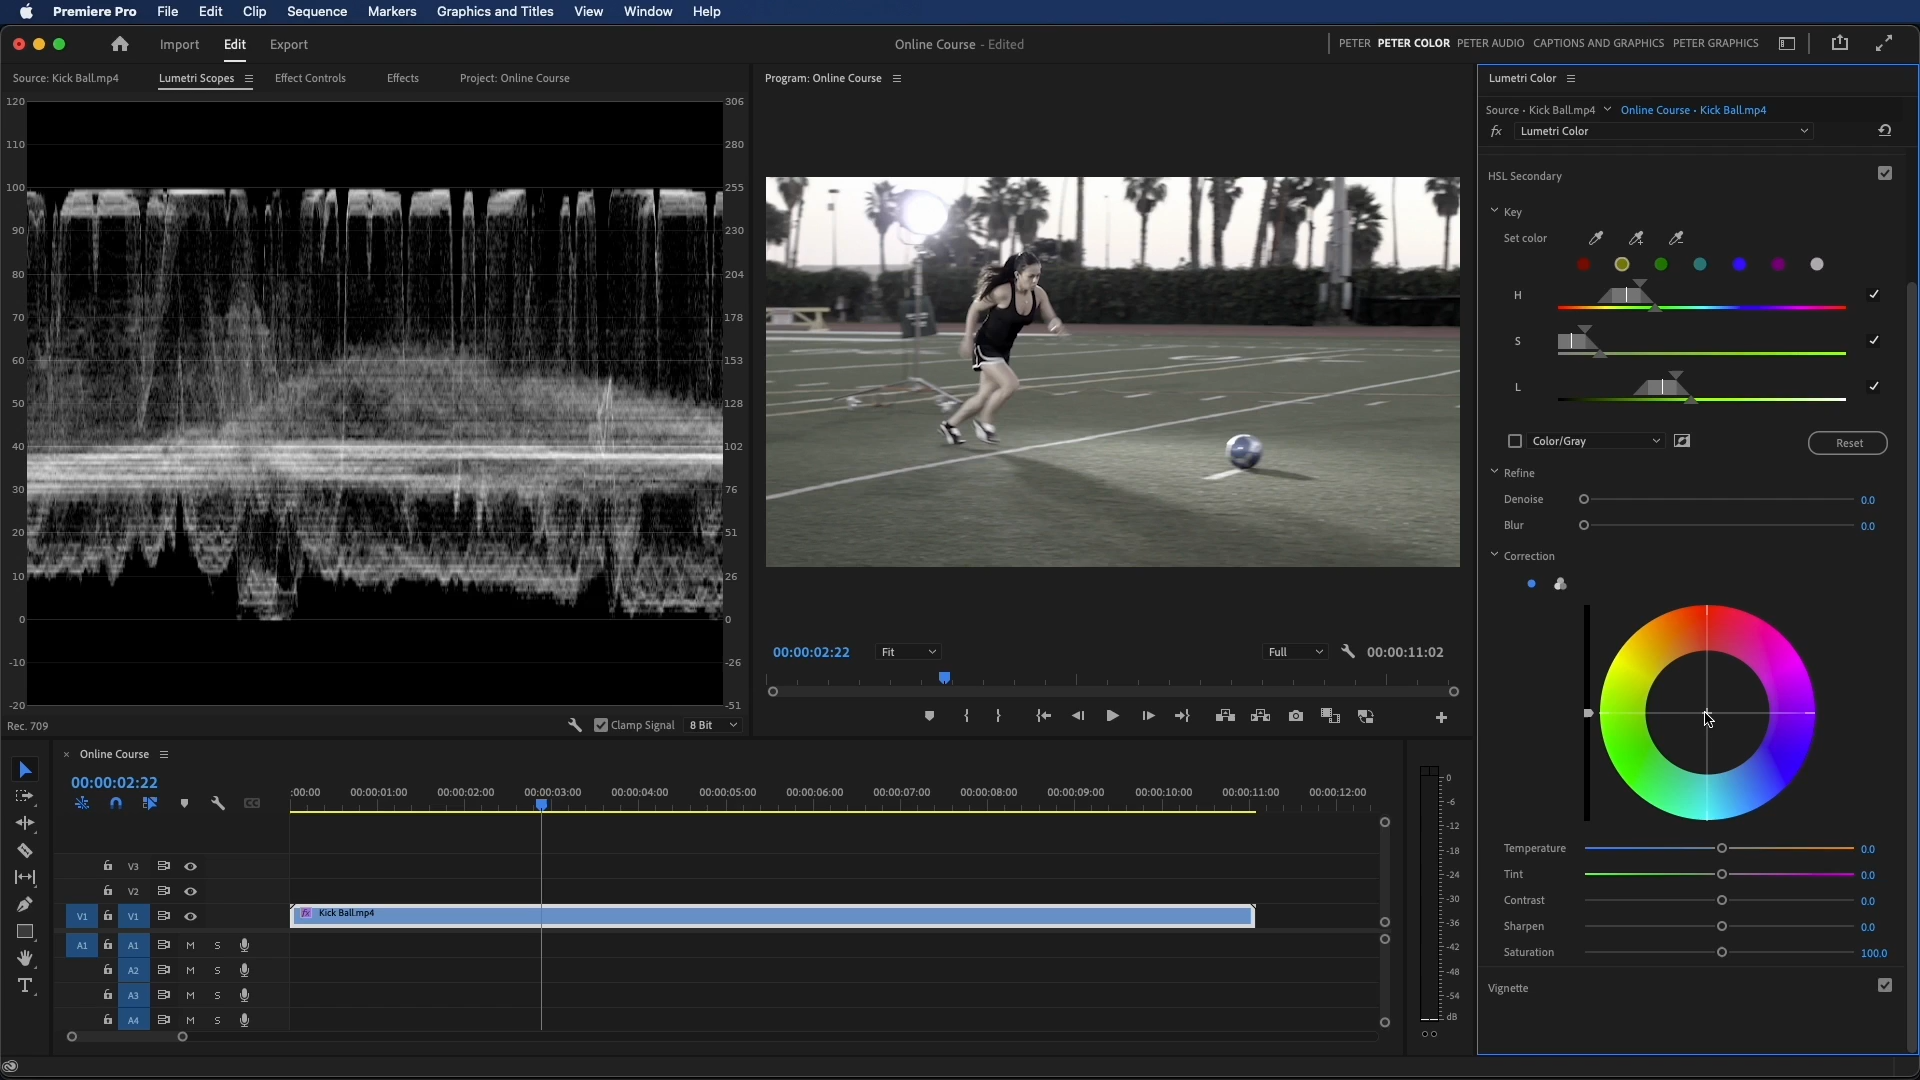 Premiere Pro File Edit Clip Sequence Markers Graphics and Titles View Window Help
Import Edit Export
Online Course - Edited
PETER PETER COLOR PETER AUDIO CAPTIONS AND GRAPHICS PETER GRAPHICS
Source: Kick Ball.mp4 Lumetri Scopes Effect Controls Effects Project: Online Course
120 306
110 280
100 255
90 230
80 204
70 178
60 153
50 128
40 102
30 76
20 51
10 26
0 0
-10 -26
-20 -51
Rec. 709 Clamp Signal 8 Bit
Program: Online Course
00:00:02:22 Fit Full 00:00:11:02
Lumetri Color
Source • Kick Ball.mp4 Online Course • Kick Ball.mp4
fx Lumetri Color
HSL Secondary
Key
Set color
H
S
L
Color/Gray Reset
Refine
Denoise 0.0
Blur 0.0
Correction
Temperature 0.0
Tint 0.0
Contrast 0.0
Sharpen 0.0
Saturation 100.0
Vignette
× Online Course
00:00:02:22
:00:00 00:00:01:00 00:00:02:00 00:00:03:00 00:00:04:00 00:00:05:00 00:00:06:00 00:00:07:00 00:00:08:00 00:00:09:00 00:00:10:00 00:00:11:00 00:00:12:00
CC
V3
V2
V1 V1 fx Kick Ball.mp4
A1 A1 M S
A2 M S
A3 M S
A4 M S
T
0
-6
-12
-18
-24
-30
-36
-42
-48
-54
dB